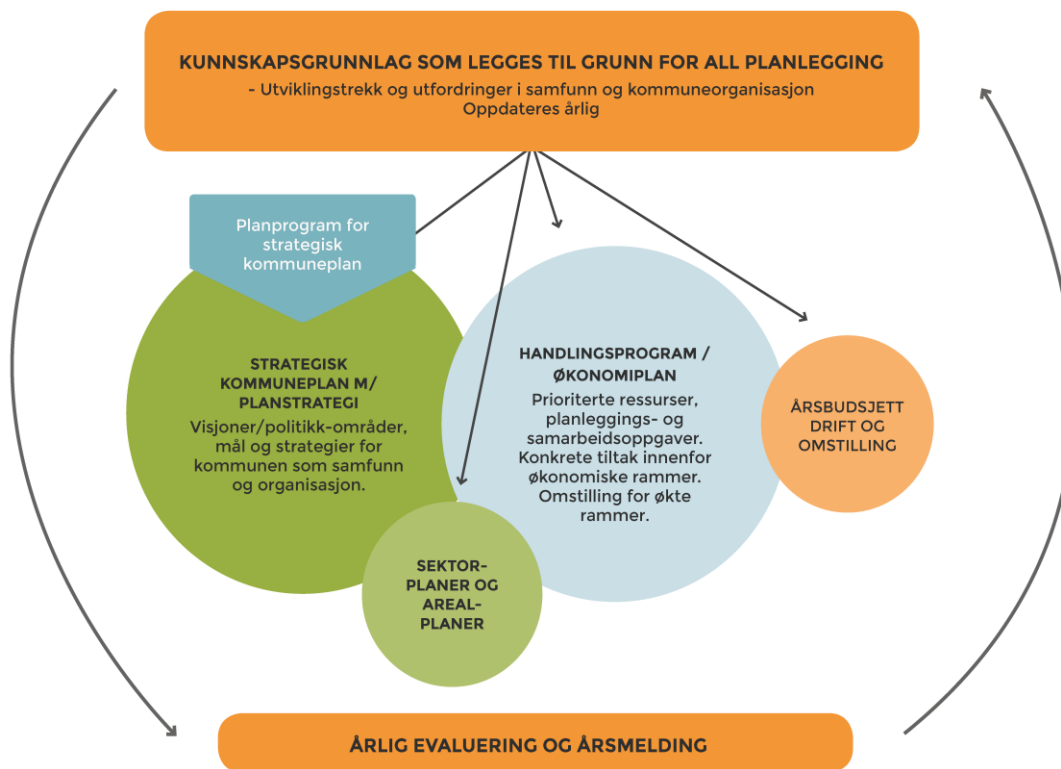 KUNNSKAPSGRUNNLAG SOM LEGGES TIL GRUNN FOR ALL PLANLEGGING
- Utviklingstrekk og utfordringer i samfunn og kommuneorganisasjon
Oppdateres årlig
Planprogram for
strategisk
kommuneplan
STRATEGISK
KOMMUNEPLAN M/
PLANSTRATEGI
Visjoner/politikk-områder,
mål og strategier for
kommunen som samfunn
og organisasjon.
HANDLINGSPROGRAM /
ØKONOMIPLAN
Prioriterte ressurser,
planleggings- og
samarbeidsoppgaver.
Konkrete tiltak innenfor
økonomiske rammer.
Omstilling for økte
rammer.
ÅRSBUDSJETT
DRIFT OG
OMSTILLING
SEKTOR-
PLANER OG
AREAL-
PLANER
ÅRLIG EVALUERING OG ÅRSMELDING